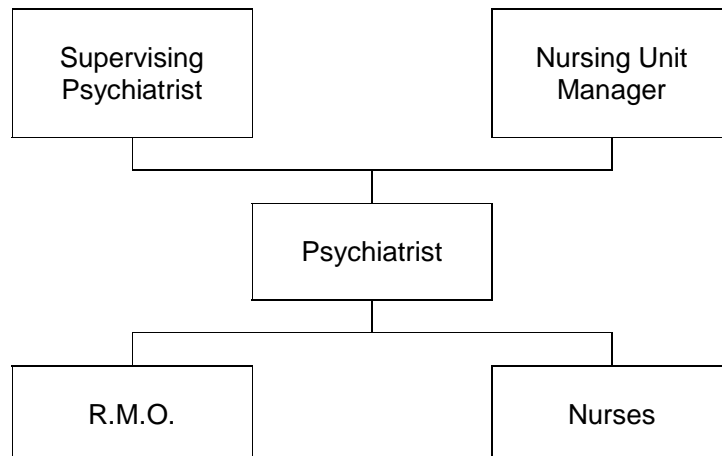 Supervising
Psychiatrist
Nursing Unit
Manager
Psychiatrist
R.M.O.
Nurses